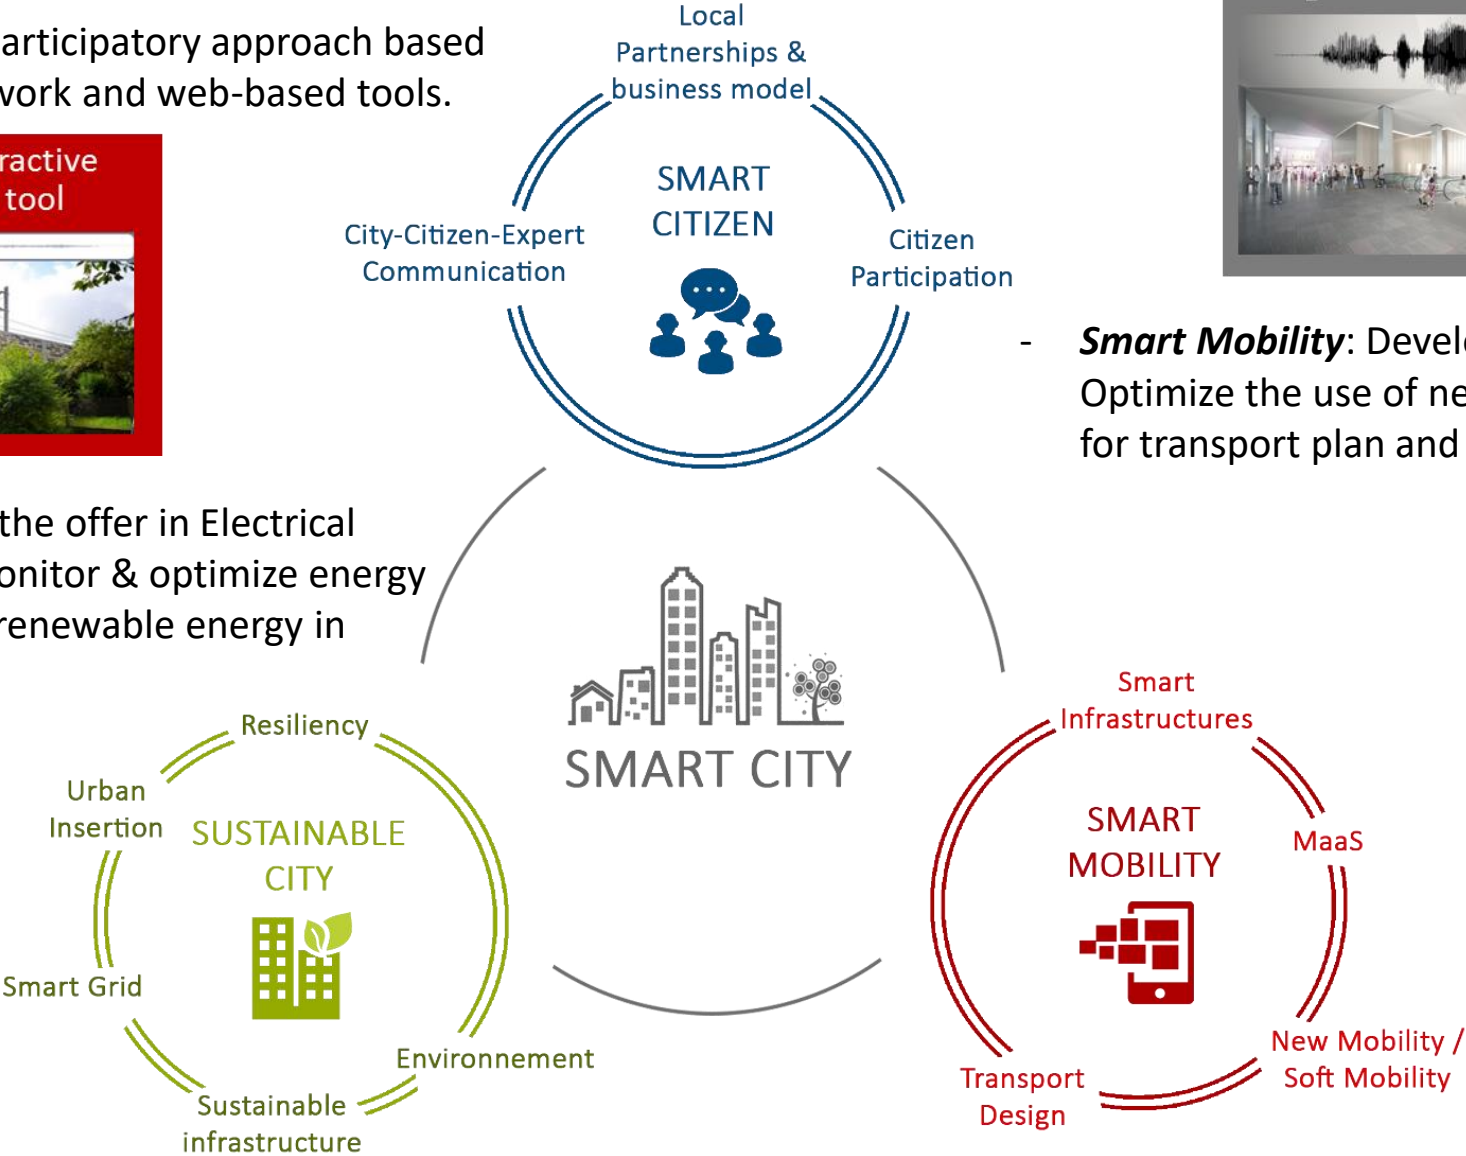 articipatory approach based
work and web-based tools.
ractive
tool
Local
Partnerships &
business model
SMART
CITIZEN
City-Citizen-Expert
Communication
Citizen
Participation
- Smart Mobility: Devel
Optimize the use of ne
for transport plan and
the offer in Electrical
onitor & optimize energy
renewable energy in
SMART CITY
Resiliency
Urban
Insertion
SUSTAINABLE
CITY
Smart Grid
Environnement
Sustainable
infrastructure
Smart
Infrastructures
SMART
MOBILITY
MaaS
New Mobility /
Soft Mobility
Transport
Design